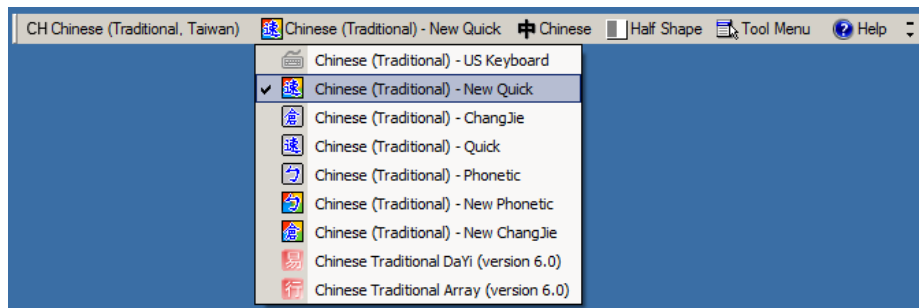 CH Chinese (Traditional, Taiwan) 速 Chinese (Traditional) - New Quick 中 Chinese Half Shape Tool Menu ? Help
Chinese (Traditional) - US Keyboard
速 Chinese (Traditional) - New Quick
倉 Chinese (Traditional) - ChangJie
速 Chinese (Traditional) - Quick
ㄅ Chinese (Traditional) - Phonetic
ㄅ Chinese (Traditional) - New Phonetic
倉 Chinese (Traditional) - New ChangJie
易 Chinese Traditional DaYi (version 6.0)
行 Chinese Traditional Array (version 6.0)